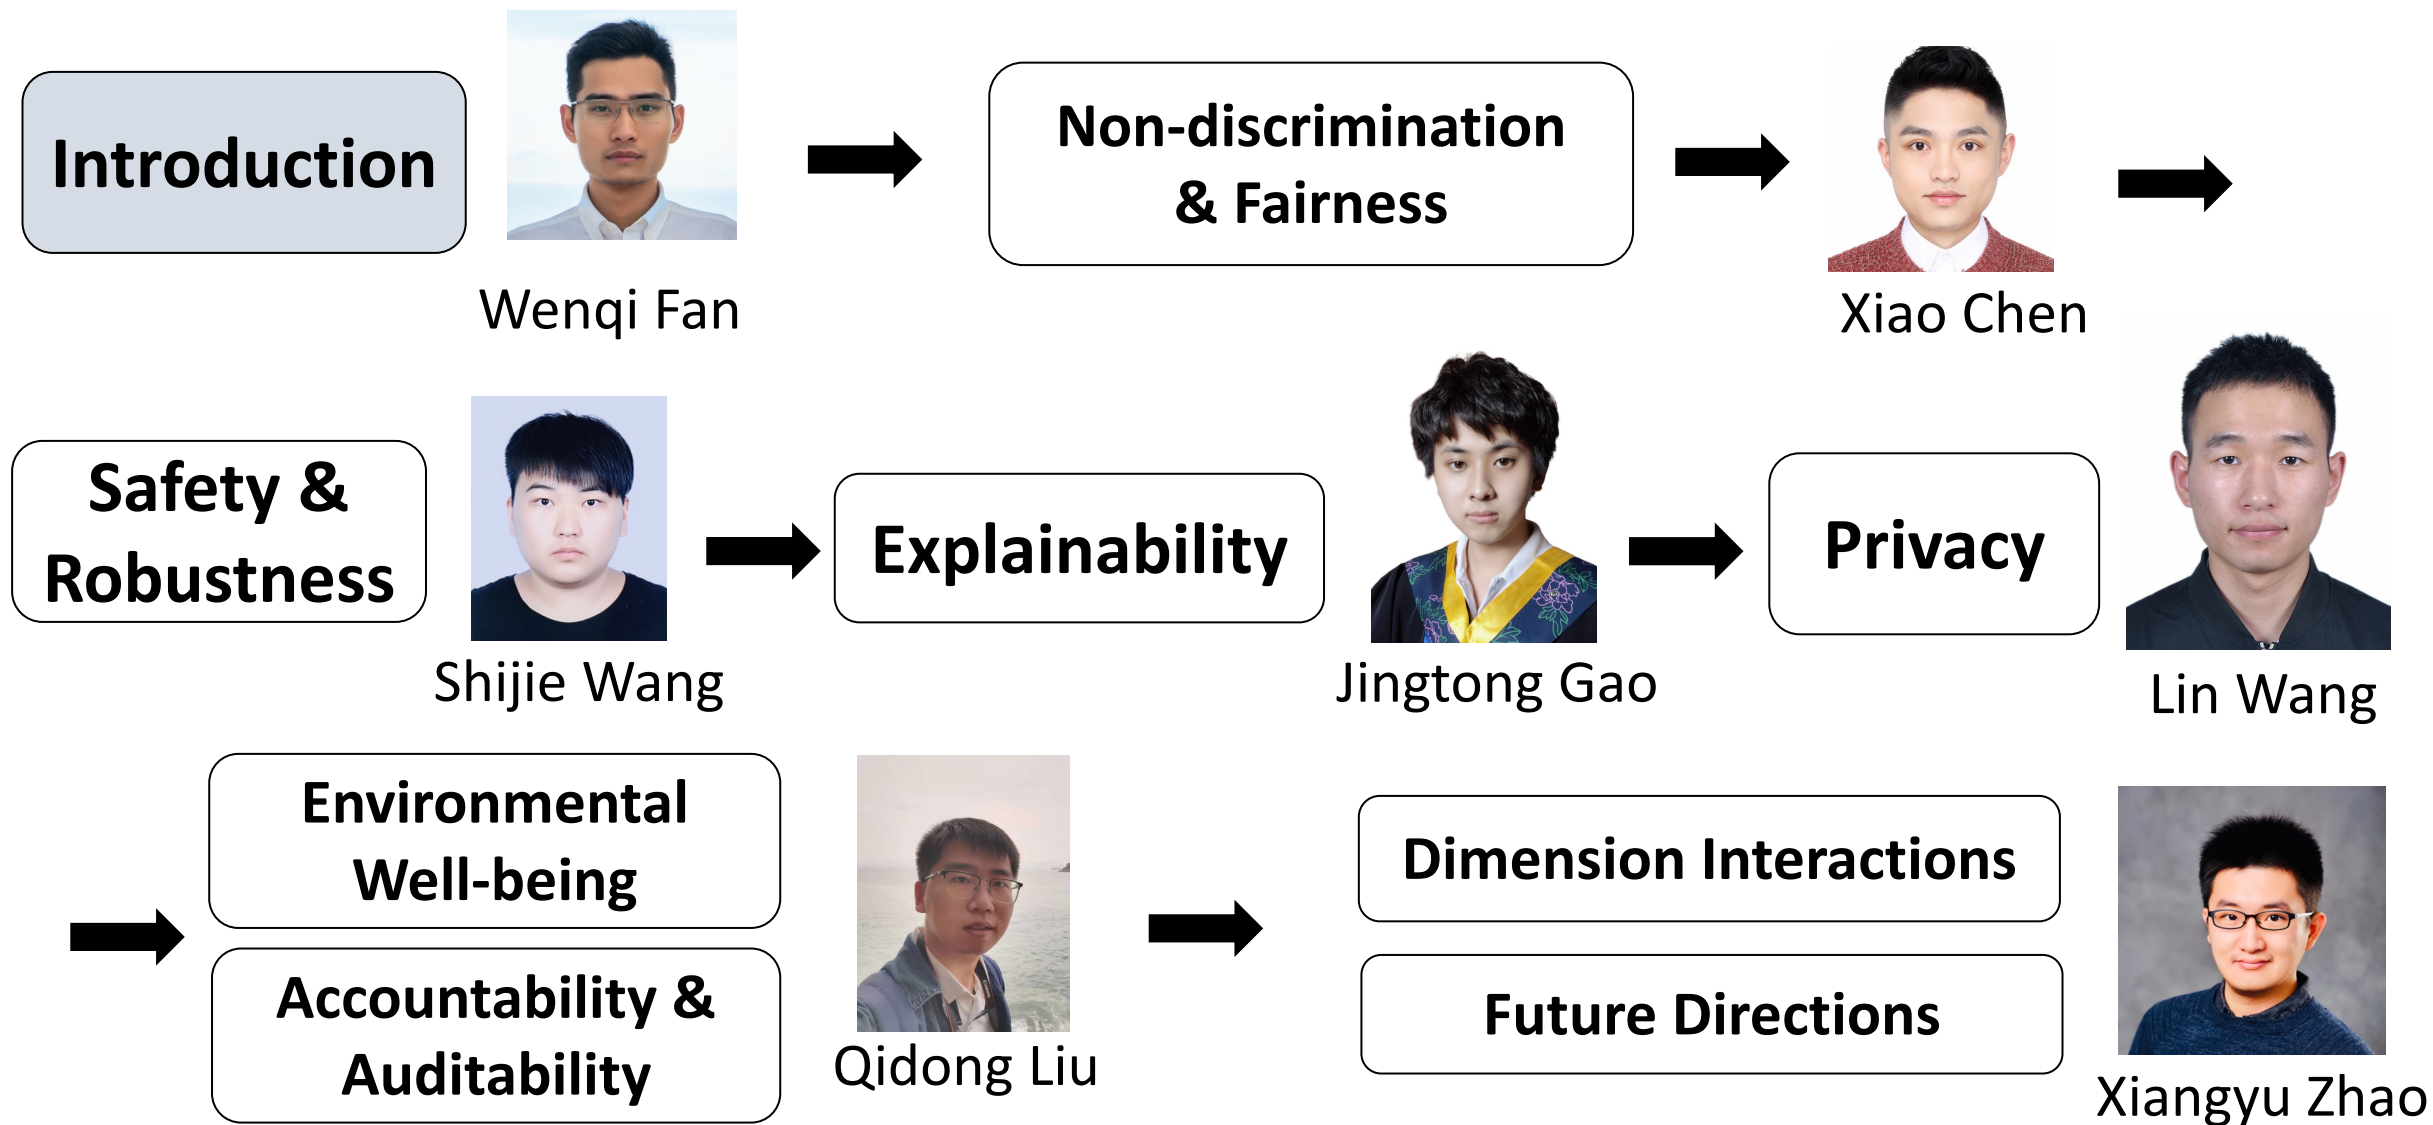 Introduction
Wenqi Fan
Non-discrimination
& Fairness
Xiao Chen
Safety &
Robustness
Shijie Wang
Explainability
Jingtong Gao
Privacy
Lin Wang
Environmental
Well-being
Accountability &
Auditability
Qidong Liu
Dimension Interactions
Future Directions
Xiangyu Zhao